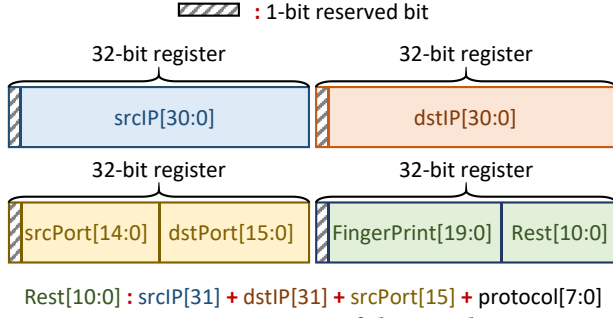 : 1-bit reserved bit
32-bit register 32-bit register
srcIP[30:0] dstIP[30:0]
32-bit register 32-bit register
srcPort[14:0] dstPort[15:0] FingerPrint[19:0] Rest[10:0]
Rest[10:0] : srcIP[31] + dstIP[31] + srcPort[15] + protocol[7:0]